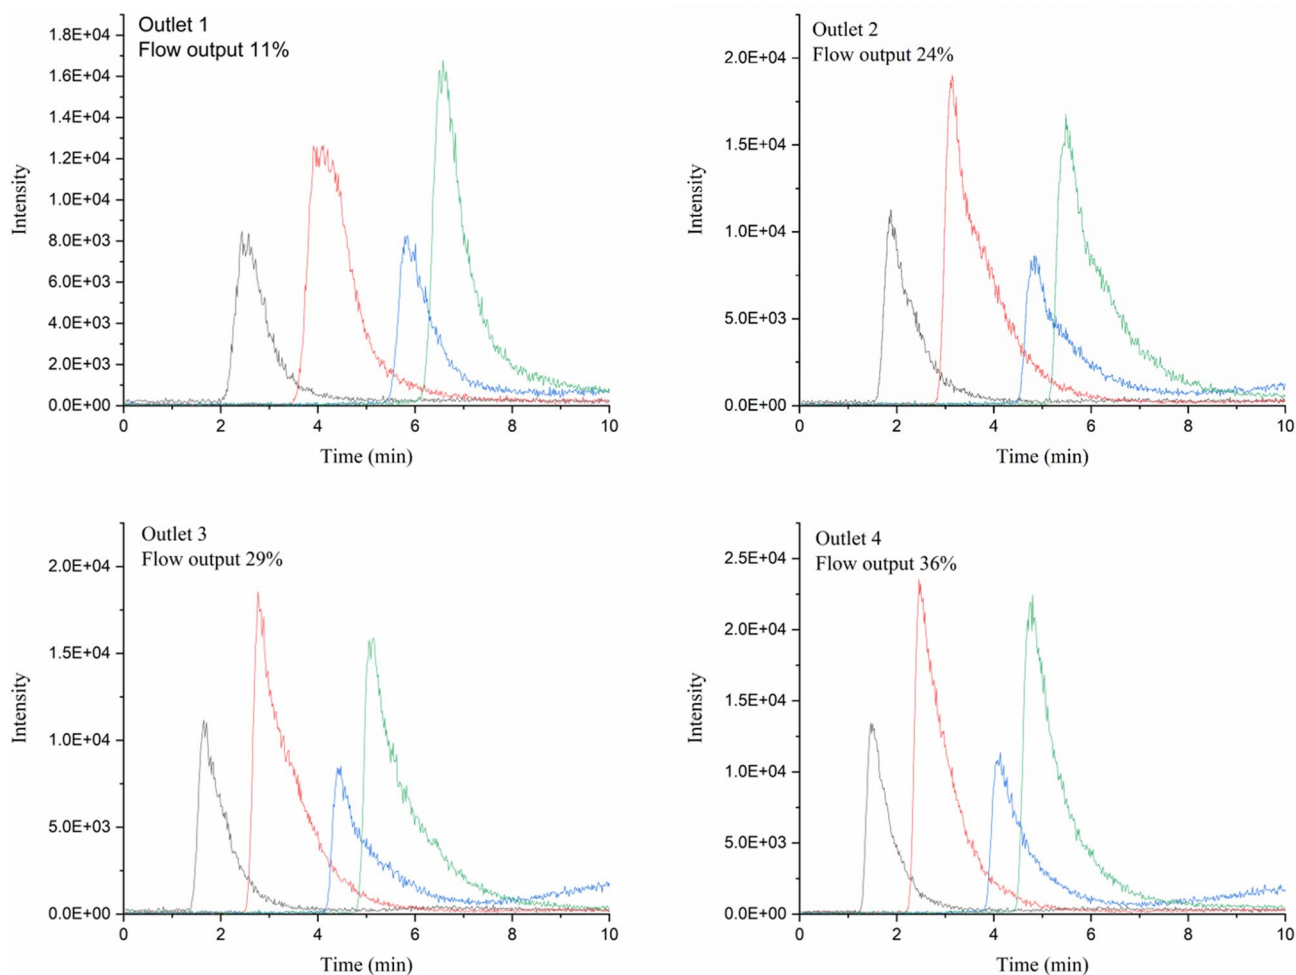 Outlet 1
Flow output 11%
1.8E+04
1.6E+04
1.4E+04
1.2E+04
1.0E+04
8.0E+03
6.0E+03
4.0E+03
2.0E+03
0.0E+00
Intensity
0 2 4 6 8 10
Time (min)
Outlet 2
Flow output 24%
2.0E+04
1.5E+04
1.0E+04
5.0E+03
0.0E+00
Intensity
0 2 4 6 8 10
Time (min)
Outlet 3
Flow output 29%
2.0E+04
1.5E+04
1.0E+04
5.0E+03
0.0E+00
Intensity
0 2 4 6 8 10
Time (min)
Outlet 4
Flow output 36%
2.5E+04
2.0E+04
1.5E+04
1.0E+04
5.0E+03
0.0E+00
Intensity
0 2 4 6 8 10
Time (min)